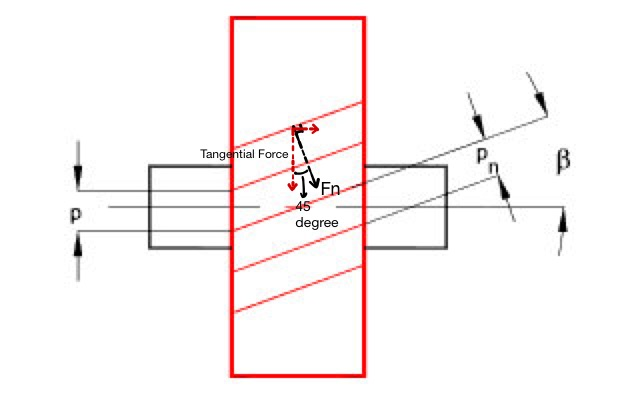 Tangential Force
Fn
45
degree
p
p
n
β